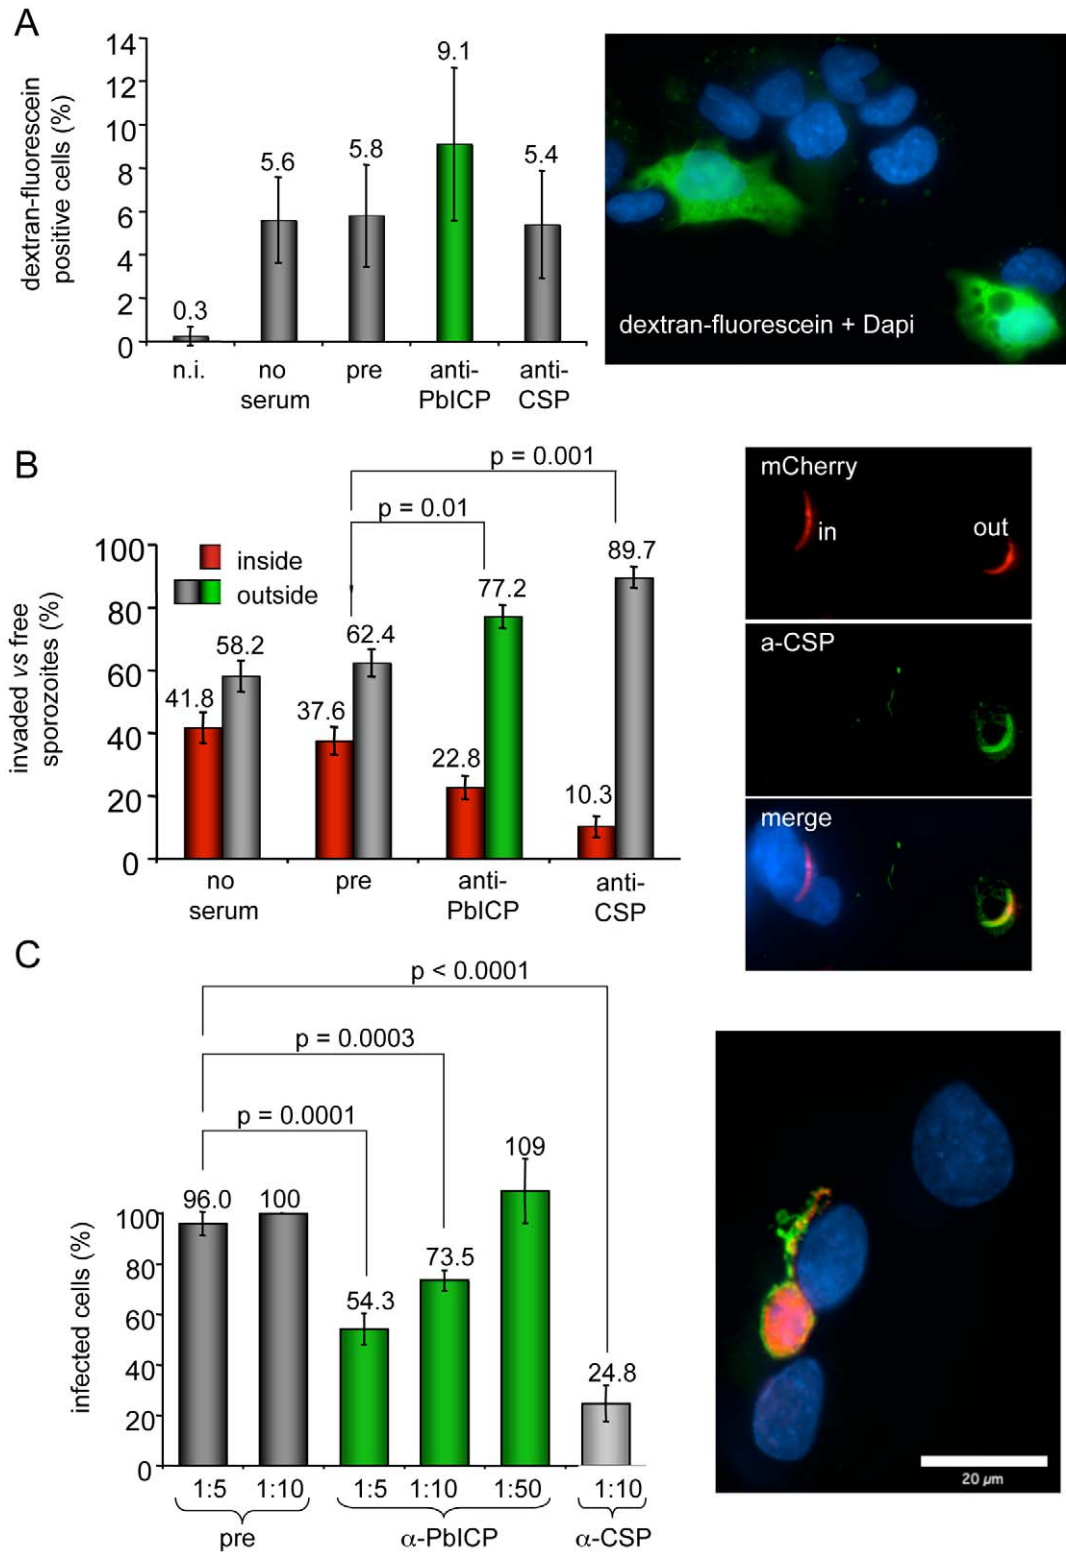 A
dextran-fluorescein
positive cells (%)
14
12
10
8
6
4
2
0
0.3
5.6
5.8
9.1
5.4
n.i.
no
serum
pre
anti-
PbICP
anti-
CSP
dextran-fluorescein + Dapi
B
p = 0.001
p = 0.01
invaded vs free
sporozoites (%)
100
80
60
40
20
0
inside
outside
41.8
58.2
37.6
62.4
22.8
77.2
10.3
89.7
no
serum
pre
anti-
PbICP
anti-
CSP
mCherry
in
out
a-CSP
merge
C
p < 0.0001
p = 0.0003
p = 0.0001
infected cells (%)
100
80
60
40
20
0
96.0
100
54.3
73.5
109
24.8
1:5 1:10 1:5 1:10 1:50 1:10
pre α-PbICP α-CSP
20 µm